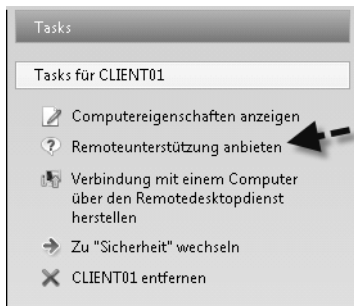 Tasks
Tasks für CLIENT01
Computereigenschaften anzeigen
Remoteunterstützung anbieten
Verbindung mit einem Computer
über den Remotedesktopdienst
herstellen
Zu "Sicherheit" wechseln
CLIENT01 entfernen